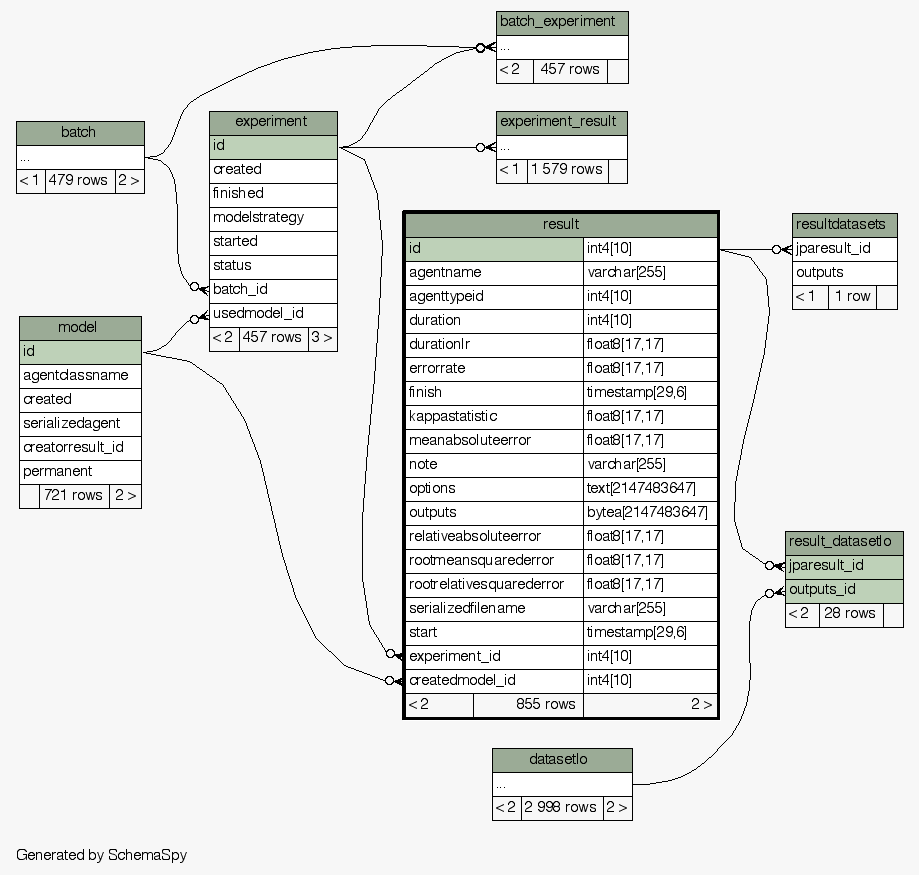 batch_experiment
...
< 2 457 rows
batch
...
< 1 479 rows 2 >
experiment
id
created
finished
modelstrategy
started
status
batch_id
usedmodel_id
< 2 457 rows 3 >
experiment_result
...
< 1 1 579 rows
model
id
agentclassname
created
serializedagent
creatorresult_id
permanent
721 rows 2 >
result
id int4[10]
agentname varchar[255]
agenttypeid int4[10]
duration int4[10]
durationlr float8[17,17]
errorrate float8[17,17]
finish timestamp[29,6]
kappastatistic float8[17,17]
meanabsoluteerror float8[17,17]
note varchar[255]
options text[2147483647]
outputs bytea[2147483647]
relativeabsoluteerror float8[17,17]
rootmeansquarederror float8[17,17]
rootrelativesquarederror float8[17,17]
serializedfilename varchar[255]
start timestamp[29,6]
experiment_id int4[10]
createdmodel_id int4[10]
< 2 855 rows 2 >
resultdatasets
jparesult_id
outputs
< 1 1 row
result_datasetlo
jparesult_id
outputs_id
< 2 28 rows
datasetlo
...
< 2 2 998 rows 2 >
Generated by SchemaSpy